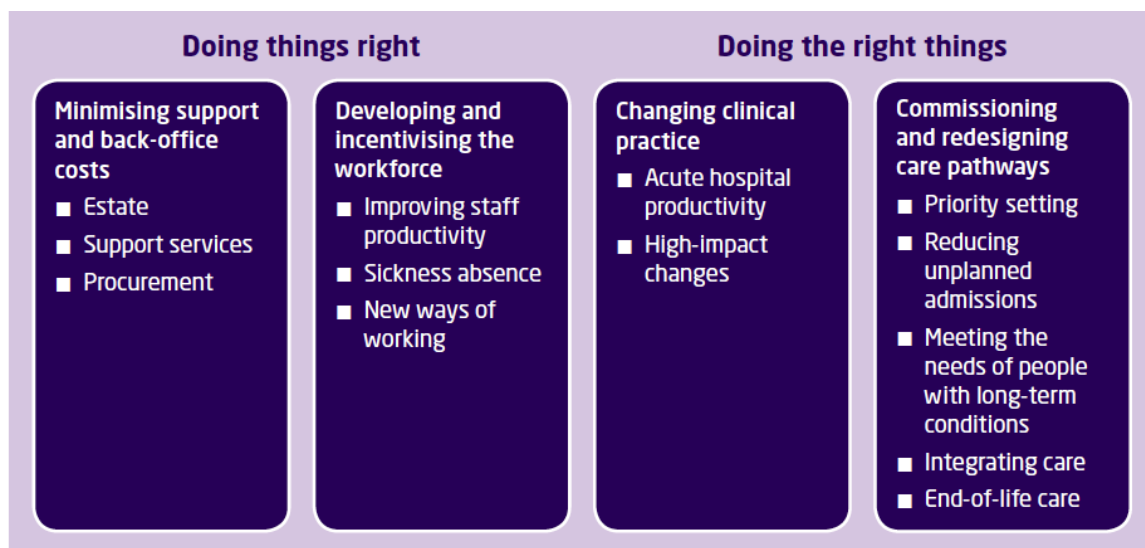 Doing things right
Doing the right things
Minimising support
and back-office
costs
■ Estate
■ Support services
■ Procurement
Developing and
incentivising the
workforce
■ Improving staff
productivity
■ Sickness absence
■ New ways of
working
Changing clinical
practice
■ Acute hospital
productivity
■ High-impact
changes
Commissioning
and redesigning
care pathways
■ Priority setting
■ Reducing
unplanned
admissions
■ Meeting the
needs of people
with long-term
conditions
■ Integrating care
■ End-of-life care